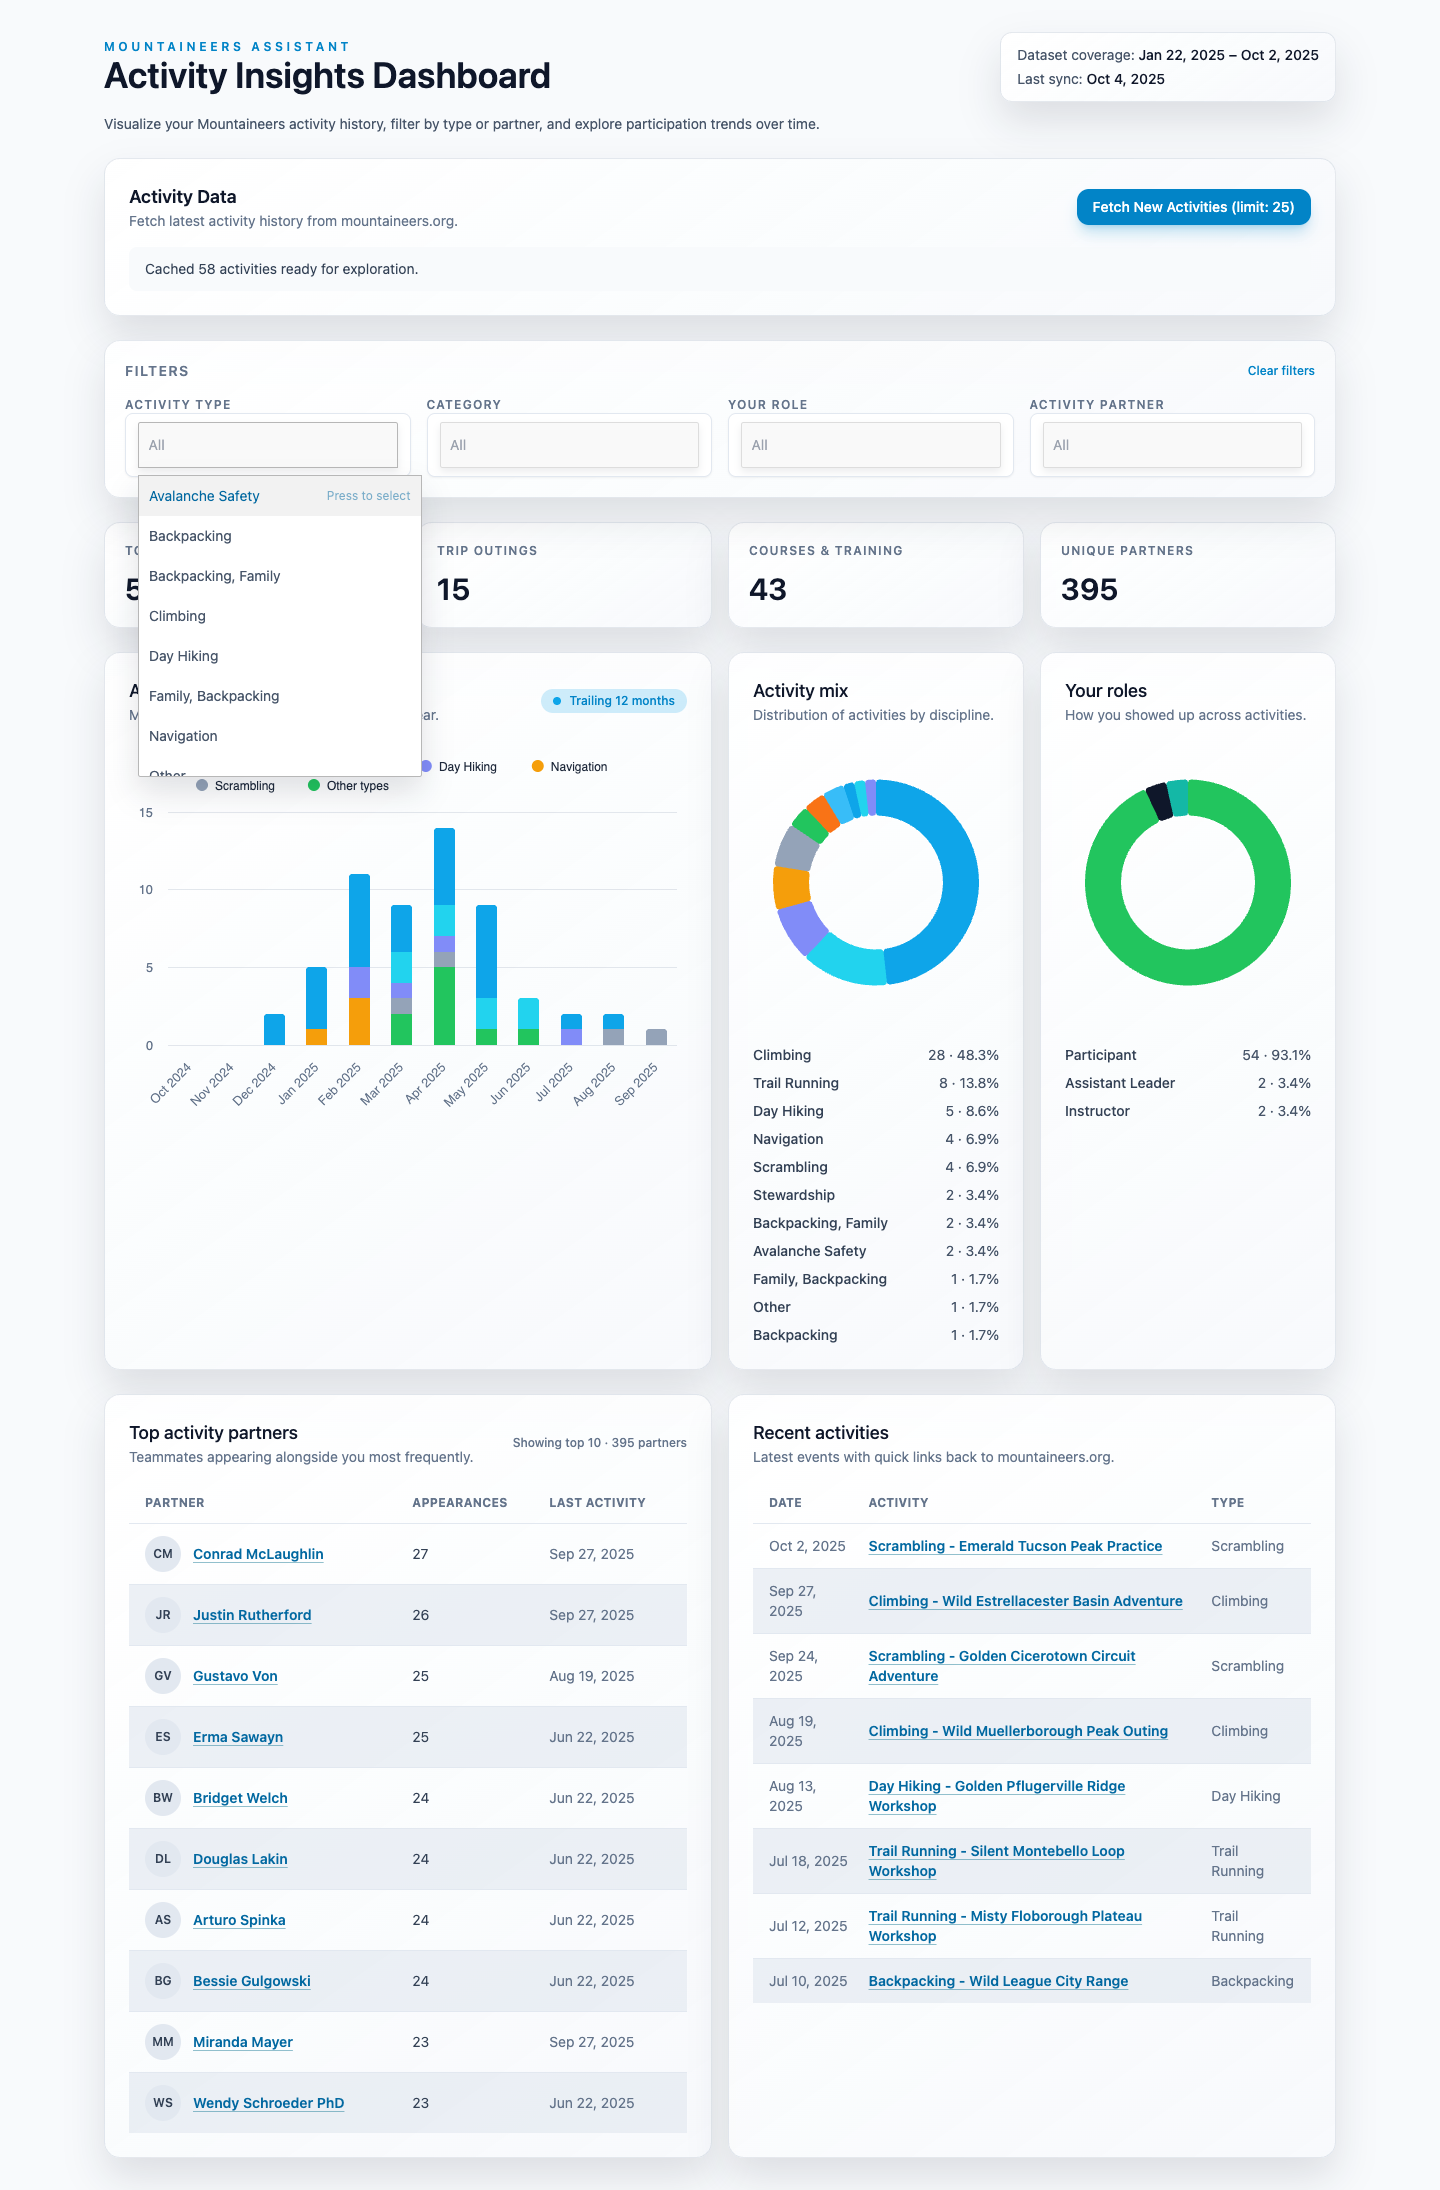 MOUNTAINEERS ASSISTANT
Activity Insights Dashboard
Dataset coverage: Jan 22, 2025 – Oct 2, 2025
Last sync: Oct 4, 2025
Visualize your Mountaineers activity history, filter by type or partner, and explore participation trends over time.
Activity Data
Fetch latest activity history from mountaineers.org.
Fetch New Activities (limit: 25)
Cached 58 activities ready for exploration.
FILTERS
Clear filters
ACTIVITY TYPE
CATEGORY
YOUR ROLE
ACTIVITY PARTNER
All
All
All
All
Avalanche Safety
Press to select
Backpacking
Backpacking, Family
Climbing
Day Hiking
Family, Backpacking
Navigation
Other
TRIP OUTINGS
15
COURSES & TRAINING
43
UNIQUE PARTNERS
395
Trailing 12 months
Day Hiking
Navigation
Scrambling
Other types
15
10
5
0
Oct 2024
Nov 2024
Dec 2024
Jan 2025
Feb 2025
Mar 2025
Apr 2025
May 2025
Jun 2025
Jul 2025
Aug 2025
Sep 2025
Activity mix
Distribution of activities by discipline.
Climbing 28 · 48.3%
Trail Running 8 · 13.8%
Day Hiking 5 · 8.6%
Navigation 4 · 6.9%
Scrambling 4 · 6.9%
Stewardship 2 · 3.4%
Backpacking, Family 2 · 3.4%
Avalanche Safety 2 · 3.4%
Family, Backpacking 1 · 1.7%
Other 1 · 1.7%
Backpacking 1 · 1.7%
Your roles
How you showed up across activities.
Participant 54 · 93.1%
Assistant Leader 2 · 3.4%
Instructor 2 · 3.4%
Top activity partners
Teammates appearing alongside you most frequently.
Showing top 10 · 395 partners
PARTNER APPEARANCES LAST ACTIVITY
CM Conrad McLaughlin 27 Sep 27, 2025
JR Justin Rutherford 26 Sep 27, 2025
GV Gustavo Von 25 Aug 19, 2025
ES Erma Sawayn 25 Jun 22, 2025
BW Bridget Welch 24 Jun 22, 2025
DL Douglas Lakin 24 Jun 22, 2025
AS Arturo Spinka 24 Jun 22, 2025
BG Bessie Gulgowski 24 Jun 22, 2025
MM Miranda Mayer 23 Sep 27, 2025
WS Wendy Schroeder PhD 23 Jun 22, 2025
Recent activities
Latest events with quick links back to mountaineers.org.
DATE ACTIVITY TYPE
Oct 2, 2025 Scrambling - Emerald Tucson Peak Practice Scrambling
Sep 27,
2025
Climbing - Wild Estrellacester Basin Adventure Climbing
Sep 24,
2025
Scrambling - Golden Cicerotown Circuit
Adventure
Scrambling
Aug 19,
2025
Climbing - Wild Muellerborough Peak Outing Climbing
Aug 13,
2025
Day Hiking - Golden Pflugerville Ridge
Workshop
Day Hiking
Jul 18, 2025
Trail Running - Silent Montebello Loop
Workshop
Trail
Running
Jul 12, 2025
Trail Running - Misty Floborough Plateau
Workshop
Trail
Running
Jul 10, 2025 Backpacking - Wild League City Range Backpacking